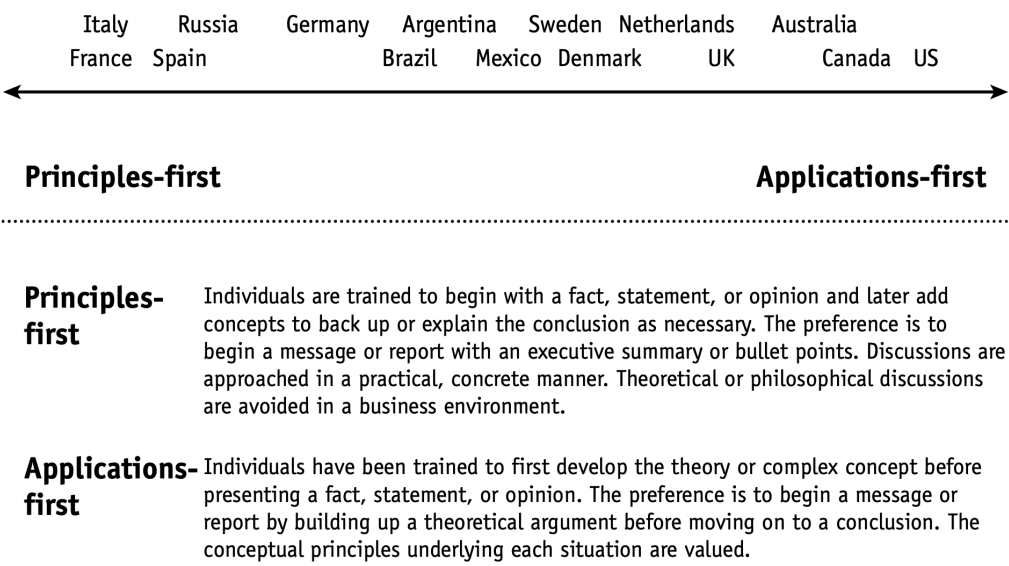 Italy Russia Germany Argentina Sweden Netherlands Australia
France Spain Brazil Mexico Denmark UK Canada US
Principles-first Applications-first
Principles-first
Individuals are trained to begin with a fact, statement, or opinion and later add
concepts to back up or explain the conclusion as necessary. The preference is to
begin a message or report with an executive summary or bullet points. Discussions are
approached in a practical, concrete manner. Theoretical or philosophical discussions
are avoided in a business environment.
Applications-first
Individuals have been trained to first develop the theory or complex concept before
presenting a fact, statement, or opinion. The preference is to begin a message or
report by building up a theoretical argument before moving on to a conclusion. The
conceptual principles underlying each situation are valued.